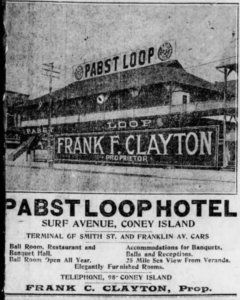 PABST LOOP
PABST
LOOP
FRANK F. CLAYTON
PROPRIETOR
PABST LOOP HOTEL
SURF AVENUE, CONEY ISLAND
TERMINAL OF SMITH ST. AND FRANKLIN AV. CARS
Ball Room, Restaurant and
Banquet Hall.
Ball Room Open All Year.
Accommodations for Banquets,
Balls and Receptions.
25 Mile Sea View From Veranda.
Elegantly Furnished Rooms.
TELEPHONE, 98 CONEY ISLAND
FRANK C. CLAYTON, Prop.